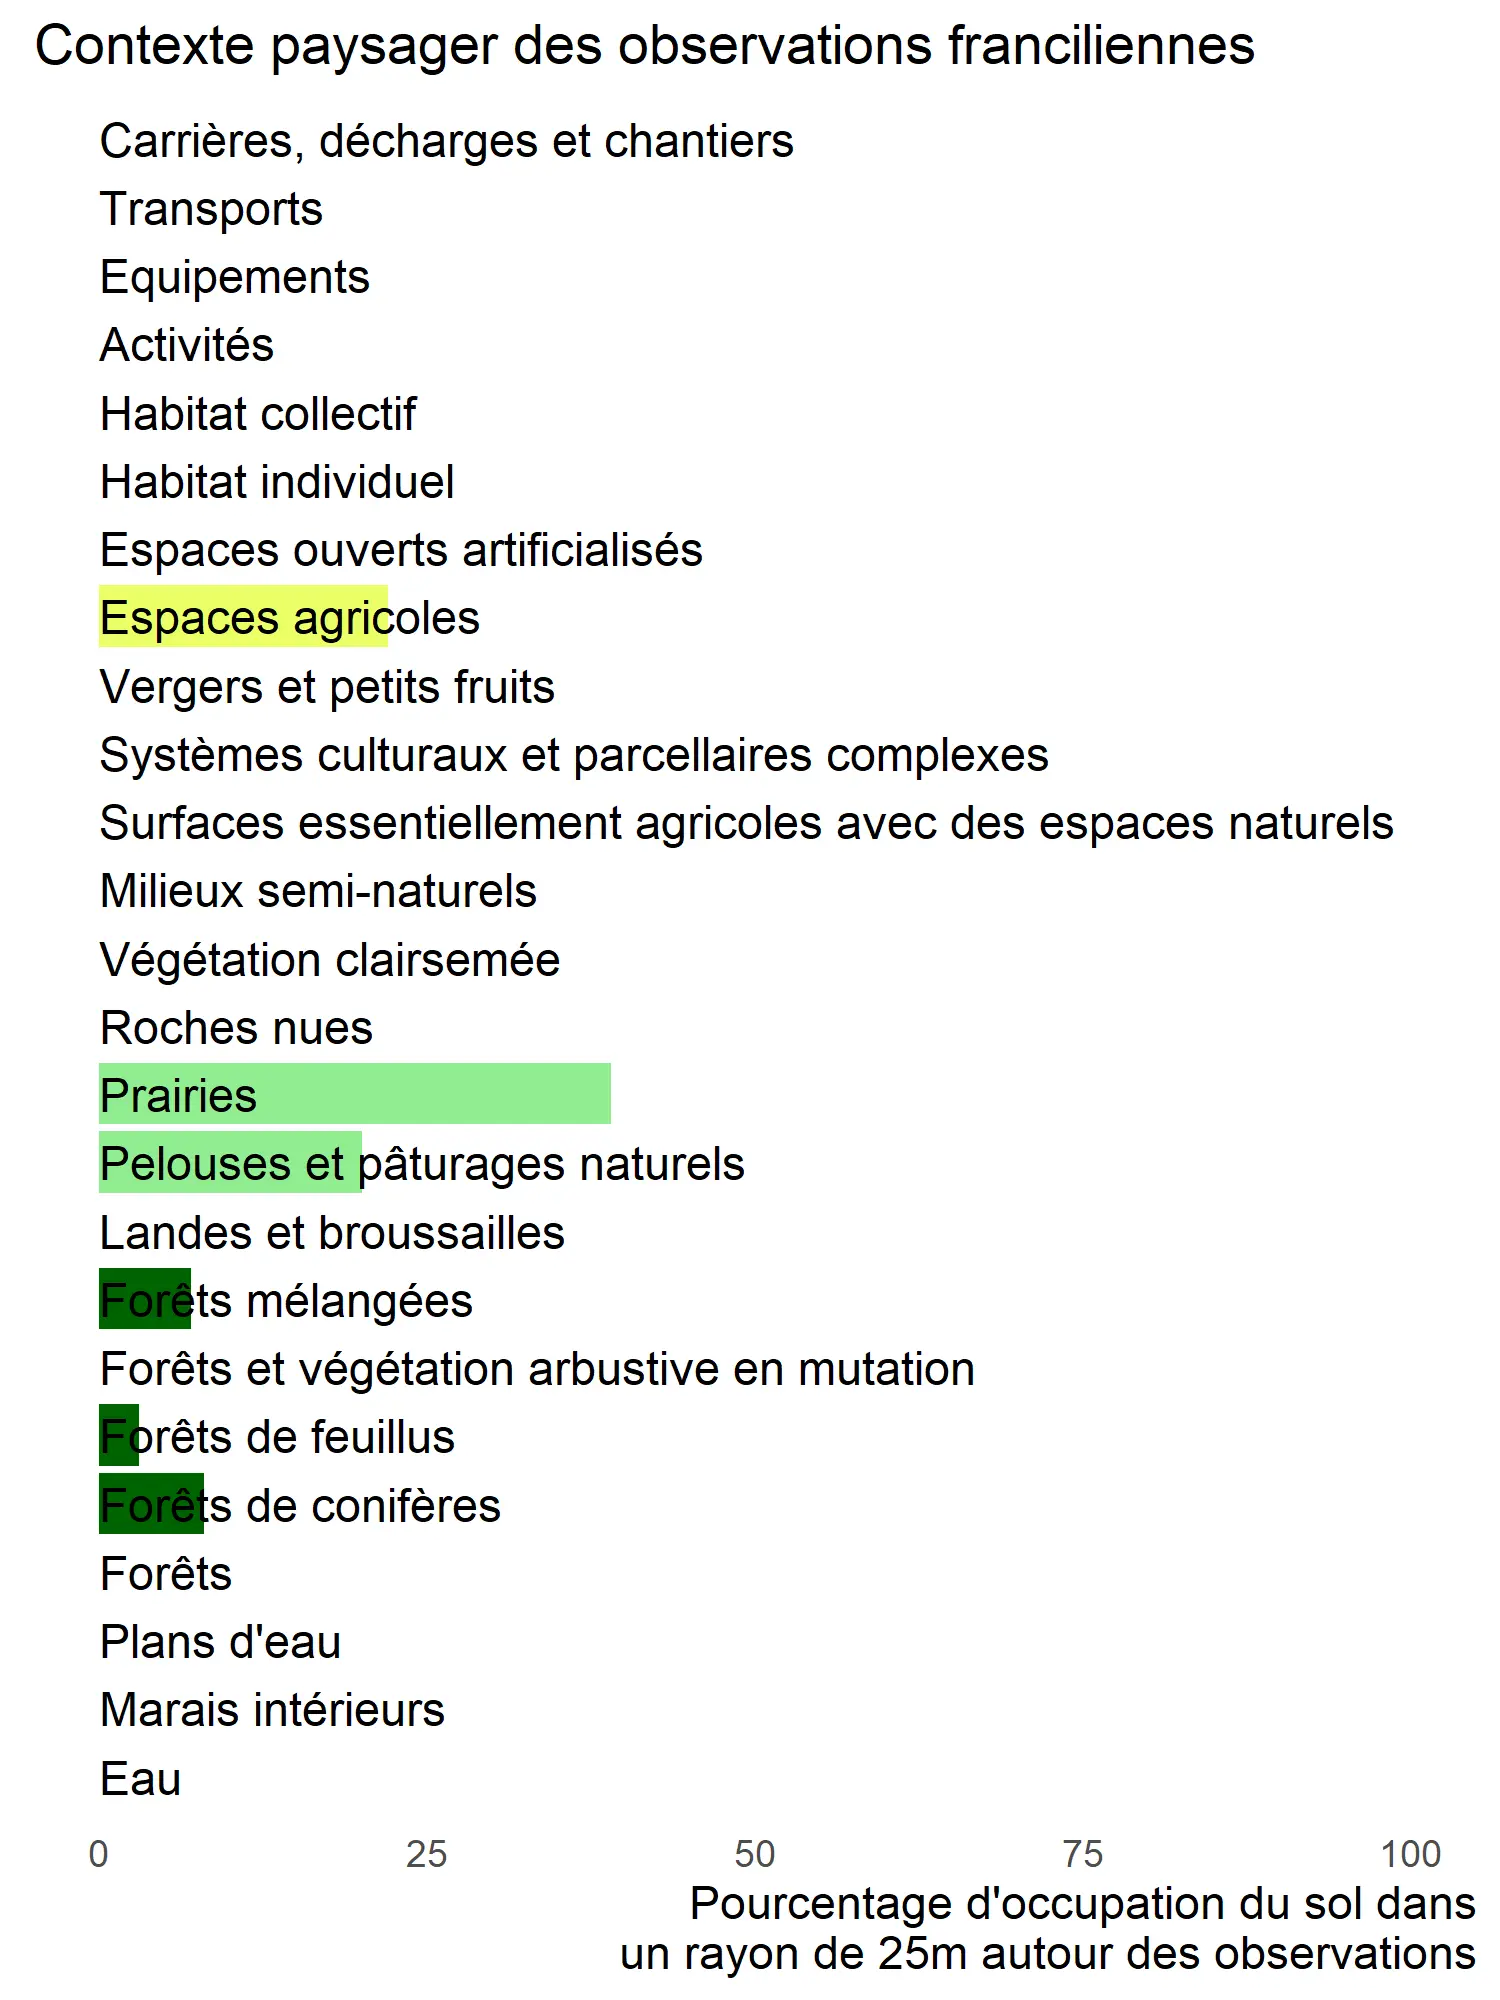 Contexte paysager des observations franciliennes
Carrières, décharges et chantiers
Transports
Equipements
Activités
Habitat collectif
Habitat individuel
Espaces ouverts artificialisés
Espaces agricoles
Vergers et petits fruits
Systèmes culturaux et parcellaires complexes
Surfaces essentiellement agricoles avec des espaces naturels
Milieux semi-naturels
Végétation clairsemée
Roches nues
Prairies
Pelouses et pâturages naturels
Landes et broussailles
Forêts mélangées
Forêts et végétation arbustive en mutation
Forêts de feuillus
Forêts de conifères
Forêts
Plans d'eau
Marais intérieurs
Eau
0 25 50 75 100
Pourcentage d'occupation du sol dans
un rayon de 25m autour des observations